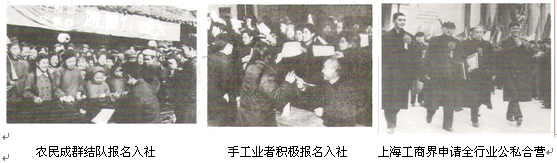 农民成群结队报名入社
手工业者积极报名入社
上海工商界申请全行业公私合营